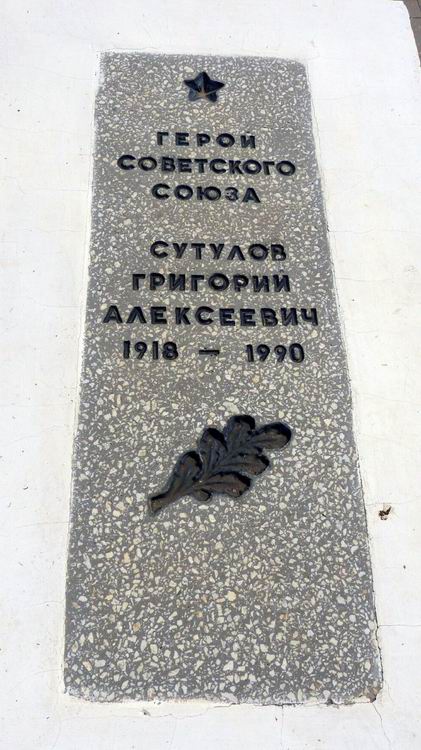 ГЕРОЙ
СОВЕТСКОГО
СОЮЗА
СУТУЛОВ
ГРИГОРИЙ
АЛЕКСЕЕВИЧ
1918 — 1990